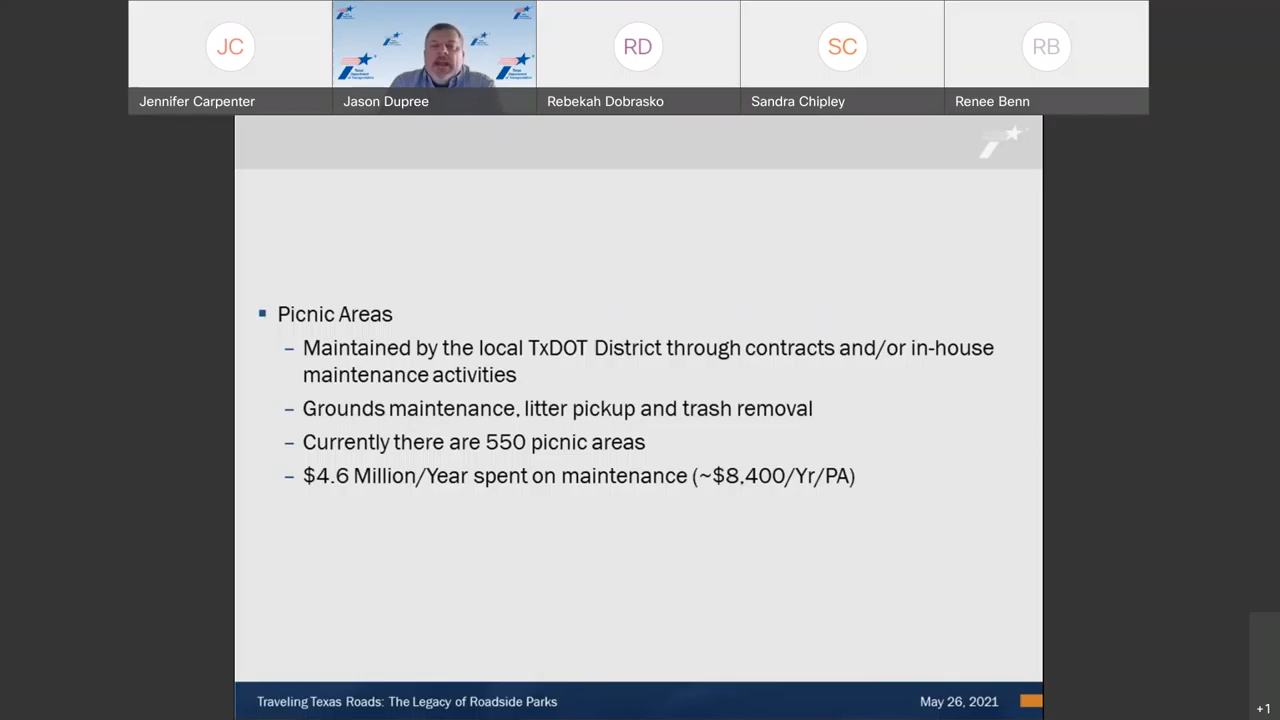 JC
RD
SC
RB
Jennifer Carpenter
Jason Dupree
Rebekah Dobrasko
Sandra Chipley
Renee Benn
▪ Picnic Areas
– Maintained by the local TxDOT District through contracts and/or in-house
maintenance activities
– Grounds maintenance, litter pickup and trash removal
– Currently there are 550 picnic areas
– $4.6 Million/Year spent on maintenance (~$8,400/Yr/PA)
Traveling Texas Roads: The Legacy of Roadside Parks
May 26, 2021
+1